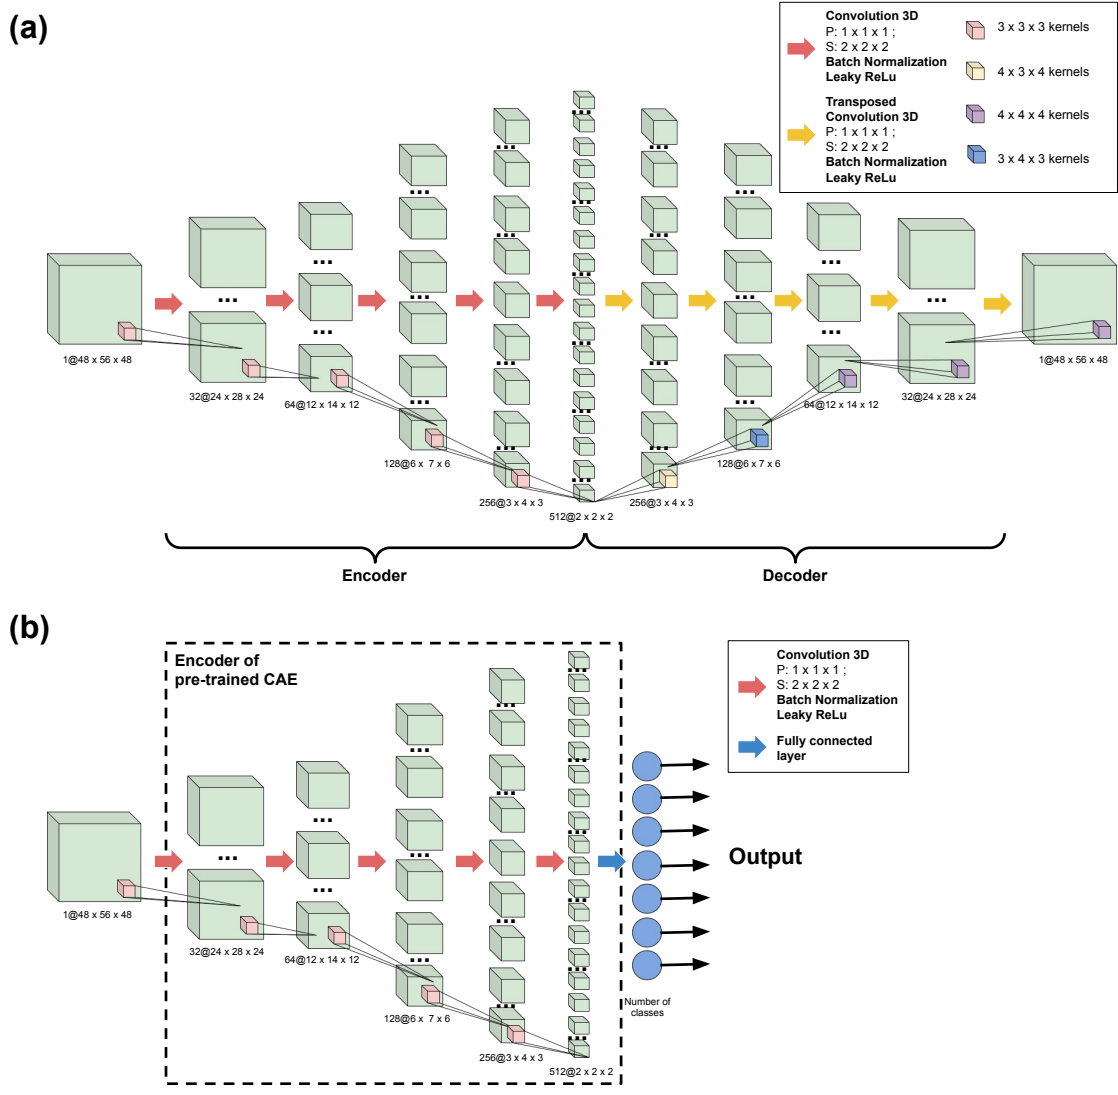 (a)
Convolution 3D
P: 1 x 1 x 1 ;
S: 2 x 2 x 2
Batch Normalization
Leaky ReLu
Transposed
Convolution 3D
P: 1 x 1 x 1 ;
S: 2 x 2 x 2
Batch Normalization
Leaky ReLu
3 x 3 x 3 kernels
4 x 3 x 4 kernels
4 x 4 x 4 kernels
3 x 4 x 3 kernels
1@48 x 56 x 48
32@24 x 28 x 24
64@12 x 14 x 12
128@6 x 7 x 6
256@3 x 4 x 3
512@2 x 2 x 2
256@3 x 4 x 3
128@6 x 7 x 6
64@12 x 14 x 12
32@24 x 28 x 24
1@48 x 56 x 48
Encoder
Decoder
(b)
Encoder of
pre-trained CAE
Convolution 3D
P: 1 x 1 x 1 ;
S: 2 x 2 x 2
Batch Normalization
Leaky ReLu
Fully connected
layer
1@48 x 56 x 48
32@24 x 28 x 24
64@12 x 14 x 12
128@6 x 7 x 6
256@3 x 4 x 3
512@2 x 2 x 2
Number of
classes
Output